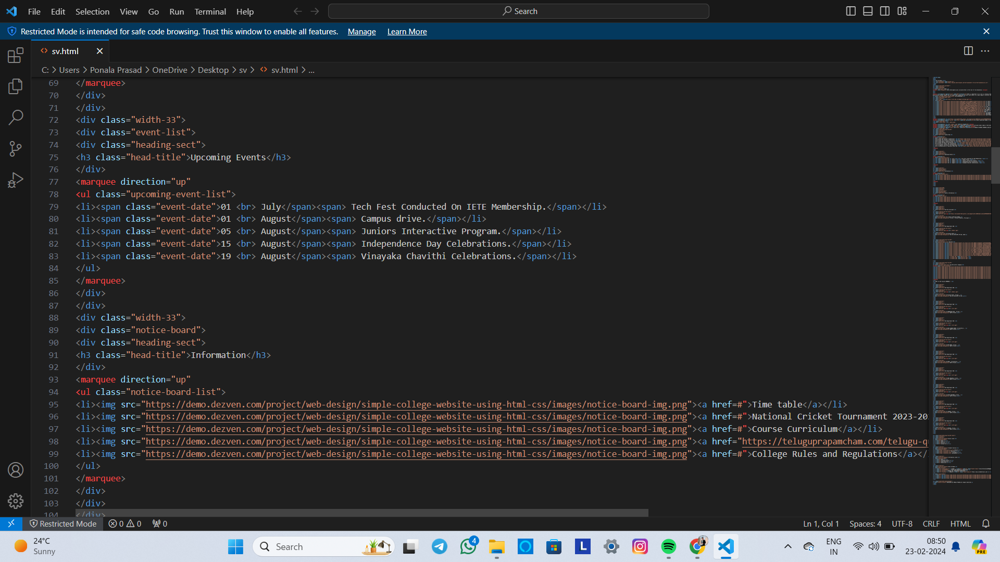 File Edit Selection View Go Run Terminal Help Search
Restricted Mode is intended for safe code browsing. Trust this window to enable all features. Manage Learn More
sv.html
C: > Users > Ponala Prasad > OneDrive > Desktop > sv > <> sv.html > ...
69 </marquee>
70 </div>
71 </div>
72 <div class="width-33">
73 <div class="event-list">
74 <div class="heading-sect">
75 <h3 class="head-title">Upcoming Events</h3>
76 </div>
77 <marquee direction="up"
78 <ul class="upcoming-event-list">
79 <li><span class="event-date">01 <br> July</span><span> Tech Fest Conducted On IETE Membership.</span></li>
80 <li><span class="event-date">01 <br> August</span><span> Campus drive.</span></li>
81 <li><span class="event-date">05 <br> August</span><span> Juniors Interactive Program.</span></li>
82 <li><span class="event-date">15 <br> August</span><span> Independence Day Celebrations.</span></li>
83 <li><span class="event-date">19 <br> August</span><span> Vinayaka Chavithi Celebrations.</span></li>
84 </ul>
85 </marquee>
86 </div>
87 </div>
88 <div class="width-33">
89 <div class="notice-board">
90 <div class="heading-sect">
91 <h3 class="head-title">Information</h3>
92 </div>
93 <marquee direction="up"
94 <ul class="notice-board-list">
95 <li><img src="https://demo.dezven.com/project/web-design/simple-college-website-using-html-css/images/notice-board-img.png"><a href=#">Time table</a></li>
96 <li><img src="https://demo.dezven.com/project/web-design/simple-college-website-using-html-css/images/notice-board-img.png"><a href=#">National Cricket Tournament 2023-20
97 <li><img src="https://demo.dezven.com/project/web-design/simple-college-website-using-html-css/images/notice-board-img.png"><a href=#">Course Curriculum</a></li>
98 <li><img src="https://demo.dezven.com/project/web-design/simple-college-website-using-html-css/images/notice-board-img.png"><a href="https://teluguprapamcham.com/telugu-q
99 <li><img src="https://demo.dezven.com/project/web-design/simple-college-website-using-html-css/images/notice-board-img.png"><a href=#">College Rules and Regulations</a></
100 </ul>
101 </marquee>
102 </div>
103 </div>
104 </div>
Restricted Mode 0 0 0 Ln 1, Col 1 Spaces: 4 UTF-8 CRLF HTML
24°C
Sunny
Search
4
L
ENG
IN
08:50
23-02-2024
PRE